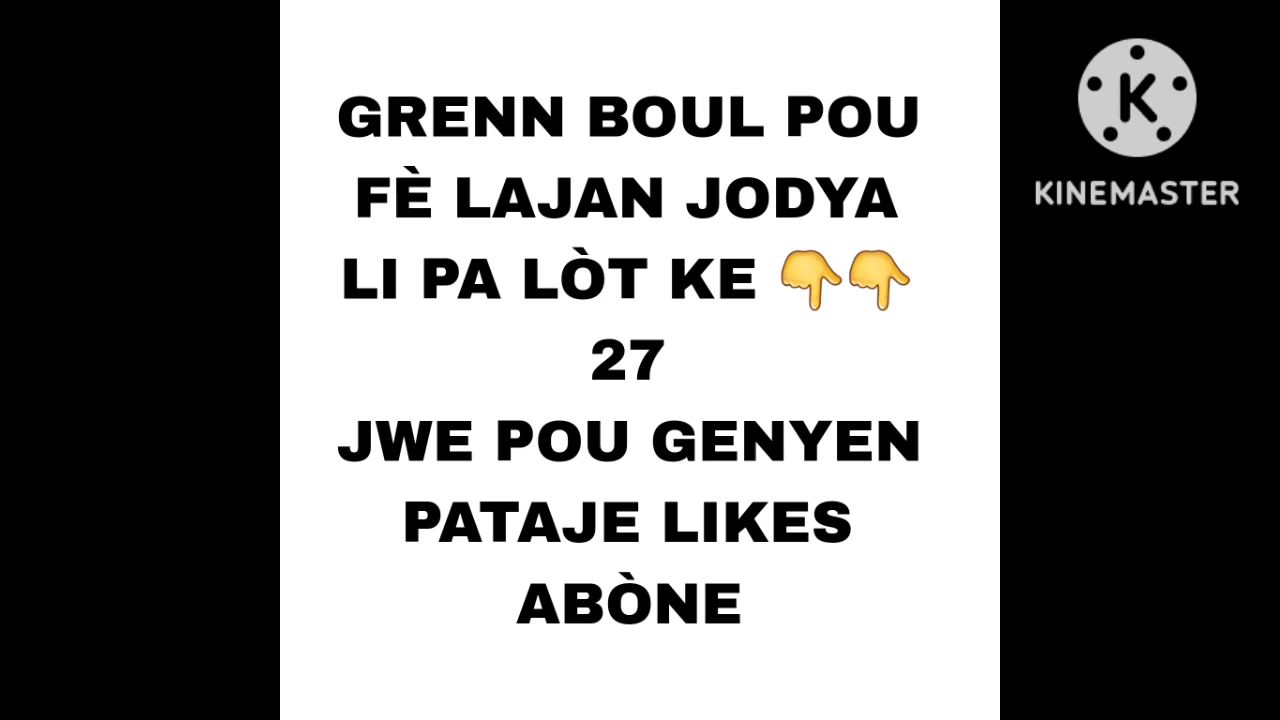 GRENN BOUL POU
FÈ LAJAN JODYA
LI PA LÒT KE 👇👇
27
JWE POU GENYEN
PATAJE LIKES
ABÒNE
K
KINEMASTER